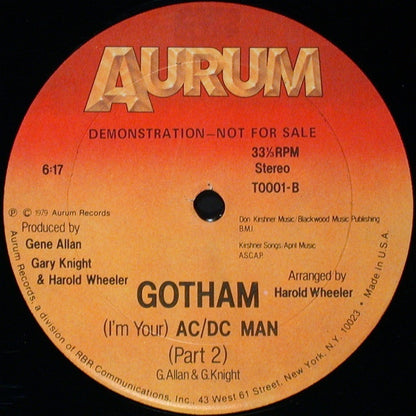 AURUM
DEMONSTRATION—NOT FOR SALE
6:17
33⅓RPM
Stereo
T0001-B
Ⓟ © 1979 Aurum Records
Don Kirshner Music/Blackwood Music Publishing
B.M.I.
Kirshner Songs/April Music
A.S.C.A.P.
Produced by
Gene Allan
Gary Knight
& Harold Wheeler
Arranged by
Harold Wheeler
GOTHAM
(I'm Your) AC/DC MAN
(Part 2)
G.Allan & G.Knight
Aurum Records, a division of RBR Communications, Inc., 43 West 61 Street, New York, N.Y. 10023 • Made in U.S.A.